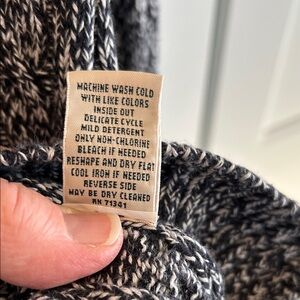 MACHINE WASH COLD
WITH LIKE COLORS
INSIDE OUT
DELICATE CYCLE
MILD DETERGENT
ONLY NON-CHLORINE
BLEACH IF NEEDED
RESHAPE AND DRY FLAT
COOL IRON IF NEEDED
REVERSE SIDE
MAY BE DRY CLEANED
RN 71341